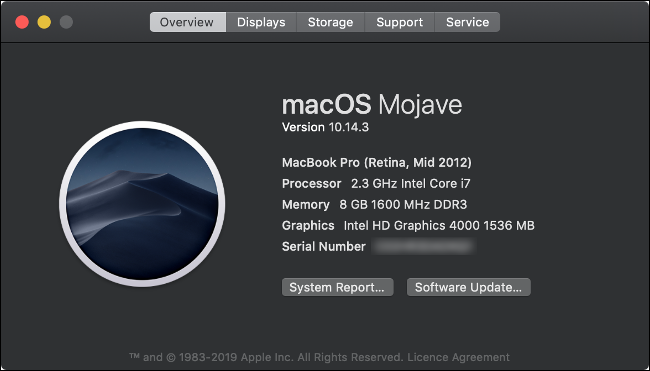 Overview Displays Storage Support Service
macOS Mojave
Version 10.14.3
MacBook Pro (Retina, Mid 2012)
Processor 2.3 GHz Intel Core i7
Memory 8 GB 1600 MHz DDR3
Graphics Intel HD Graphics 4000 1536 MB
Serial Number
System Report... Software Update...
™ and © 1983-2019 Apple Inc. All Rights Reserved. Licence Agreement